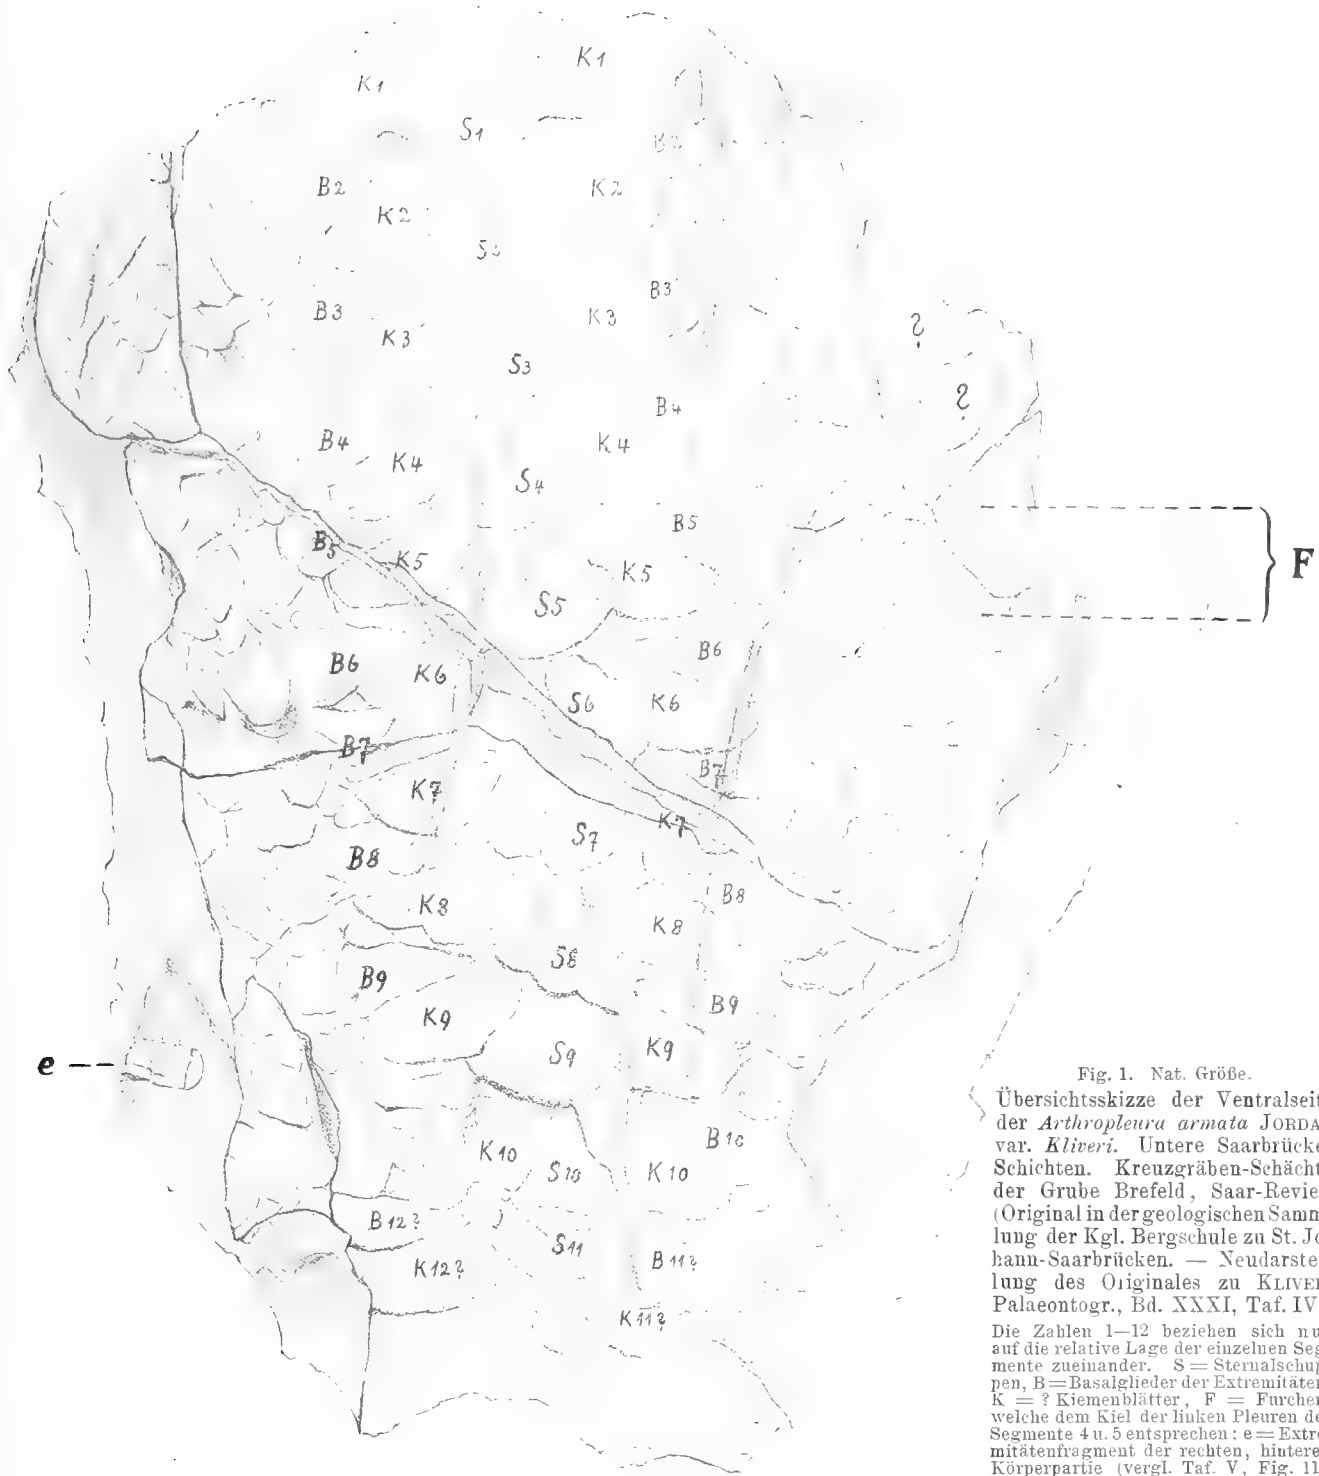 K1 K1
S1 B2
B2 K2 K2
S2
B3 B3
K3 K3
S3 ?
B4 ?
B4 K4 K4
S4
B5
B5 K5 K5
F
S5
B6
B6 K6 S6 K6
B7 B7
K7 S7 K7
B8 B8
K8 K8
S8
B9 B9
K9 S9 K9
e
B10
K10 S10 K10
B12?
S11 B11?
K12?
K11?
Fig. 1. Nat. Größe.
Übersichtsskizze der Ventralseit
der Arthropleura armata JORDA
var. Kliveri. Untere Saarbrücke
Schichten. Kreuzgräben-Schächt
der Grube Brefeld, Saar-Revie
(Original in der geologischen Samm
lung der Kgl. Bergschule zu St. Jo
hann-Saarbrücken. — Neudarste
lung des Originales zu KLIVE
Palaeontogr., Bd. XXXI, Taf. IV
Die Zahlen 1—12 beziehen sich nu
auf die relative Lage der einzelnen Seg
mente zueinander. S = Sternalschup
pen, B = Basalglieder der Extremitäte
K = ? Kiemenblätter, F = Furche
welche dem Kiel der linken Pleuren de
Segmente 4 u. 5 entsprechen; e = Extre
mitätenfragment der rechten, hintere
Körperpartie (vergl. Taf. V, Fig. 11